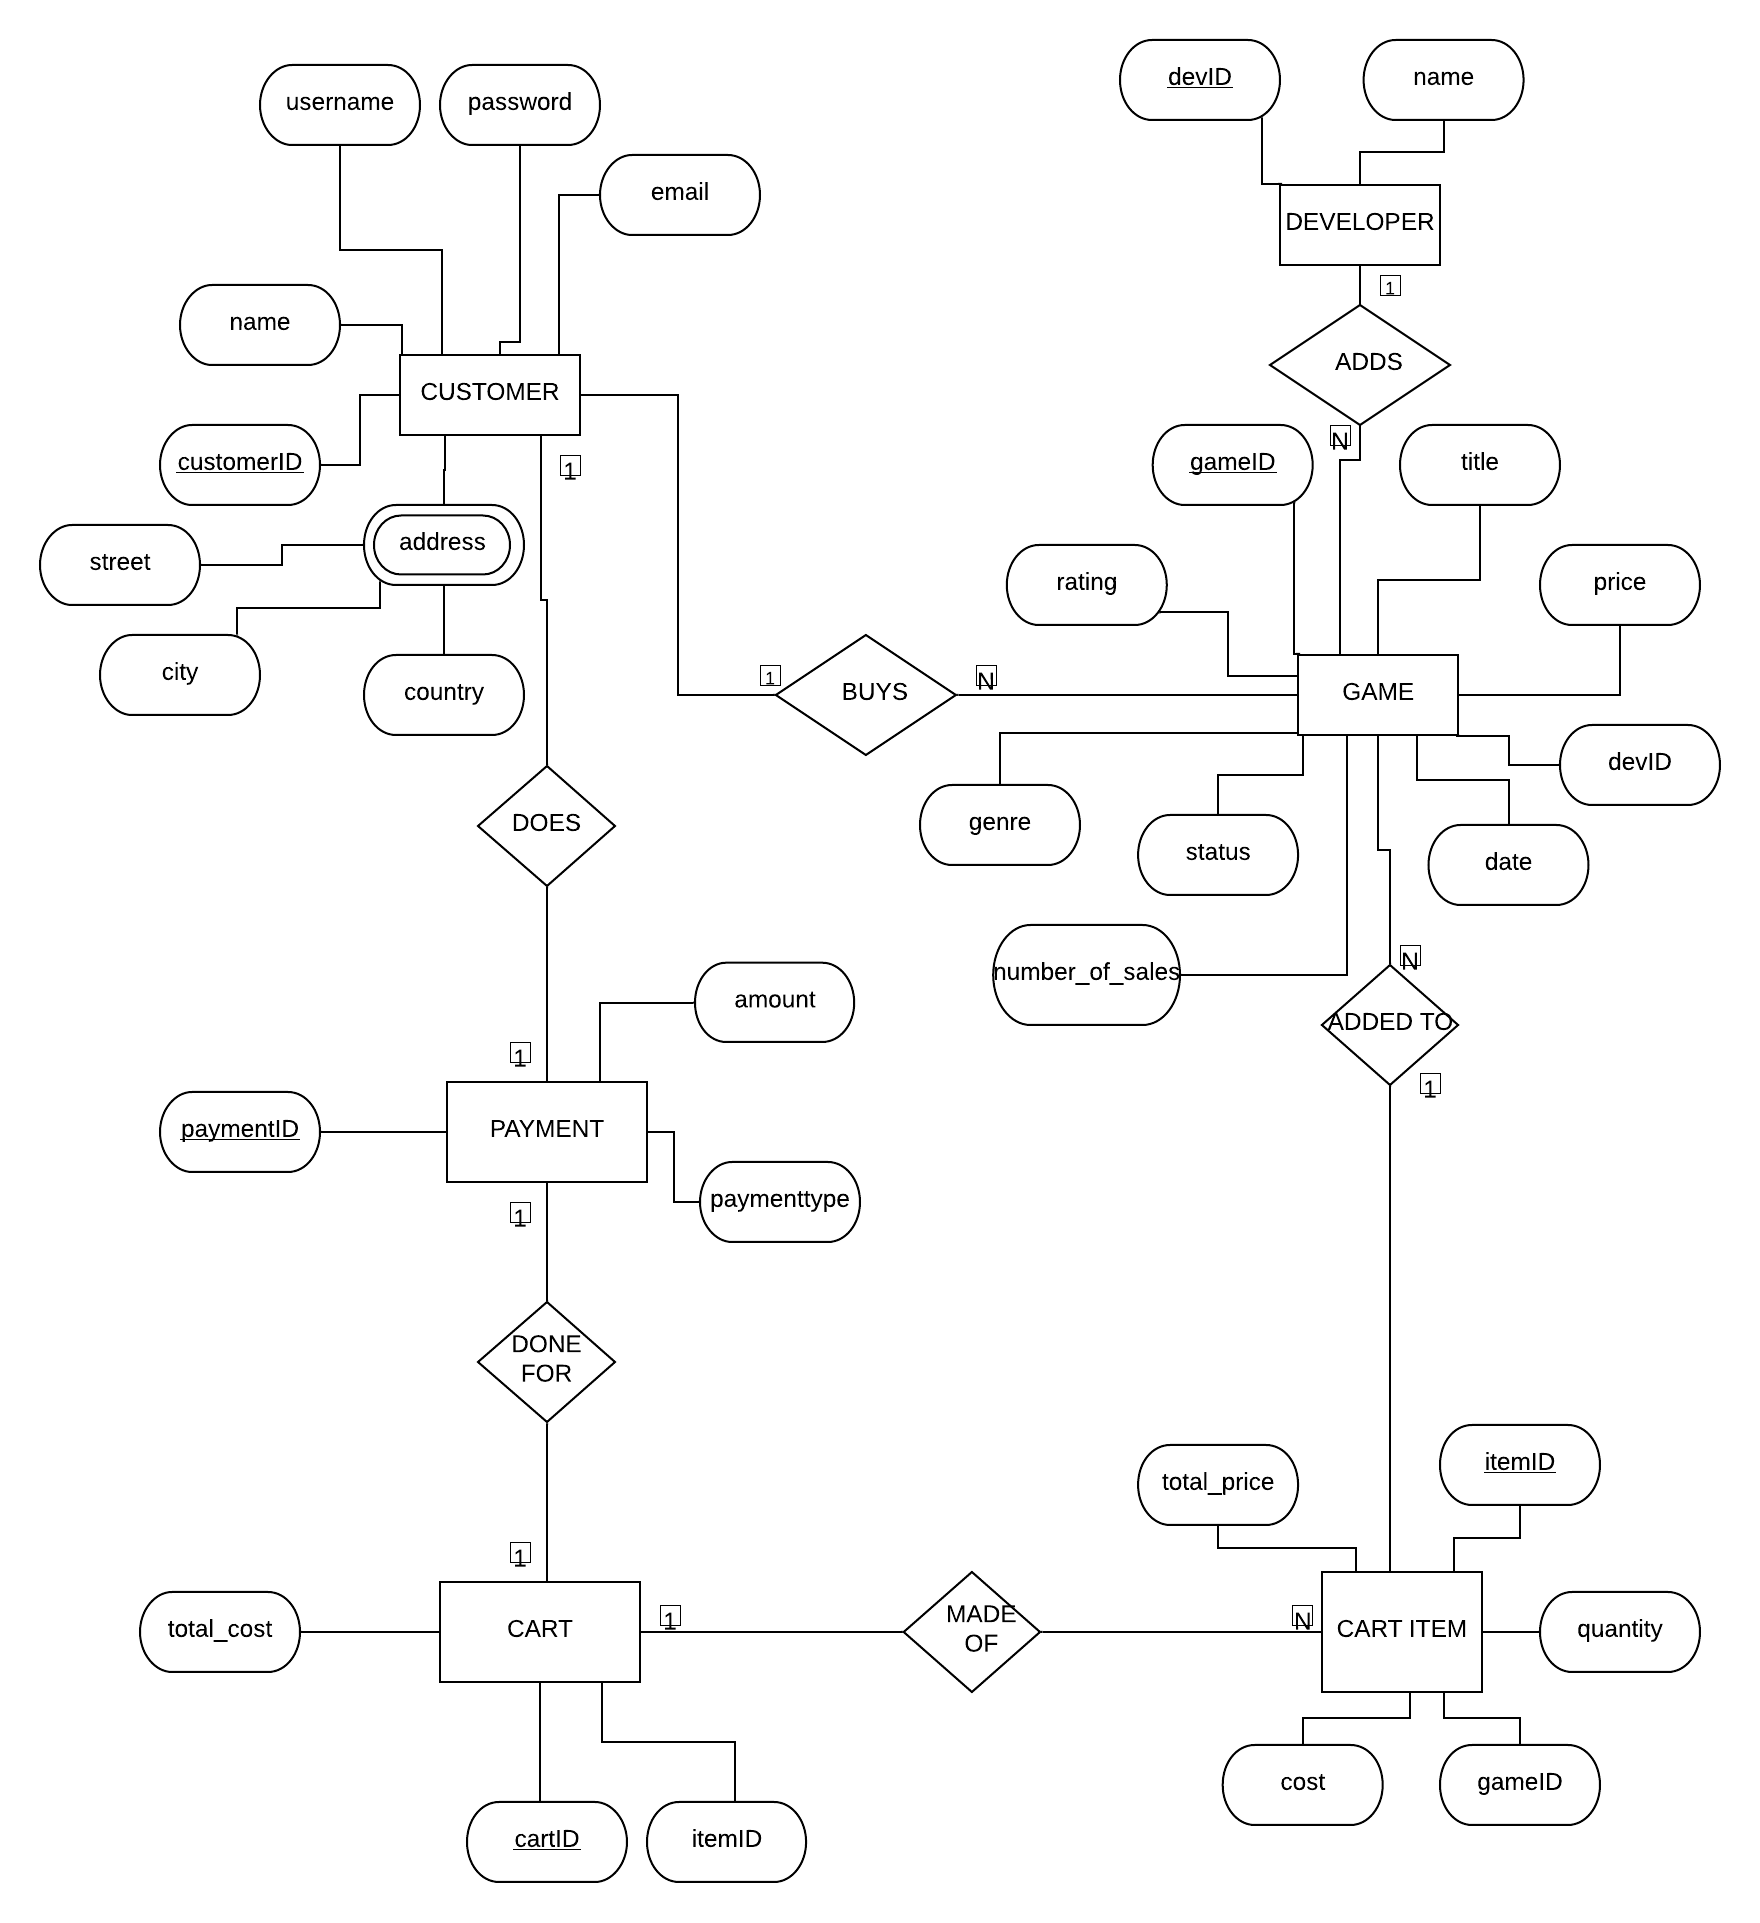 devID
name
username
password
email
DEVELOPER
1
name
ADDS
CUSTOMER
N
customerID
1
gameID
title
address
street
rating
price
city
country
1
BUYS
N
GAME
devID
DOES
genre
status
date
N
number_of_sales
amount
ADDED TO
1
1
paymentID
PAYMENT
paymenttype
1
DONE
FOR
total_price
itemID
1
total_cost
CART
1
MADE
OF
N
CART ITEM
quantity
cost
gameID
cartID
itemID